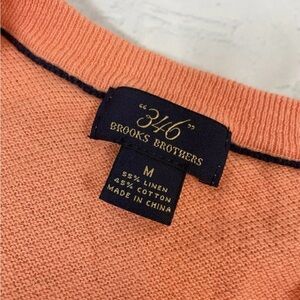 "346"
BROOKS BROTHERS
M
55% LINEN
45% COTTON
MADE IN CHINA